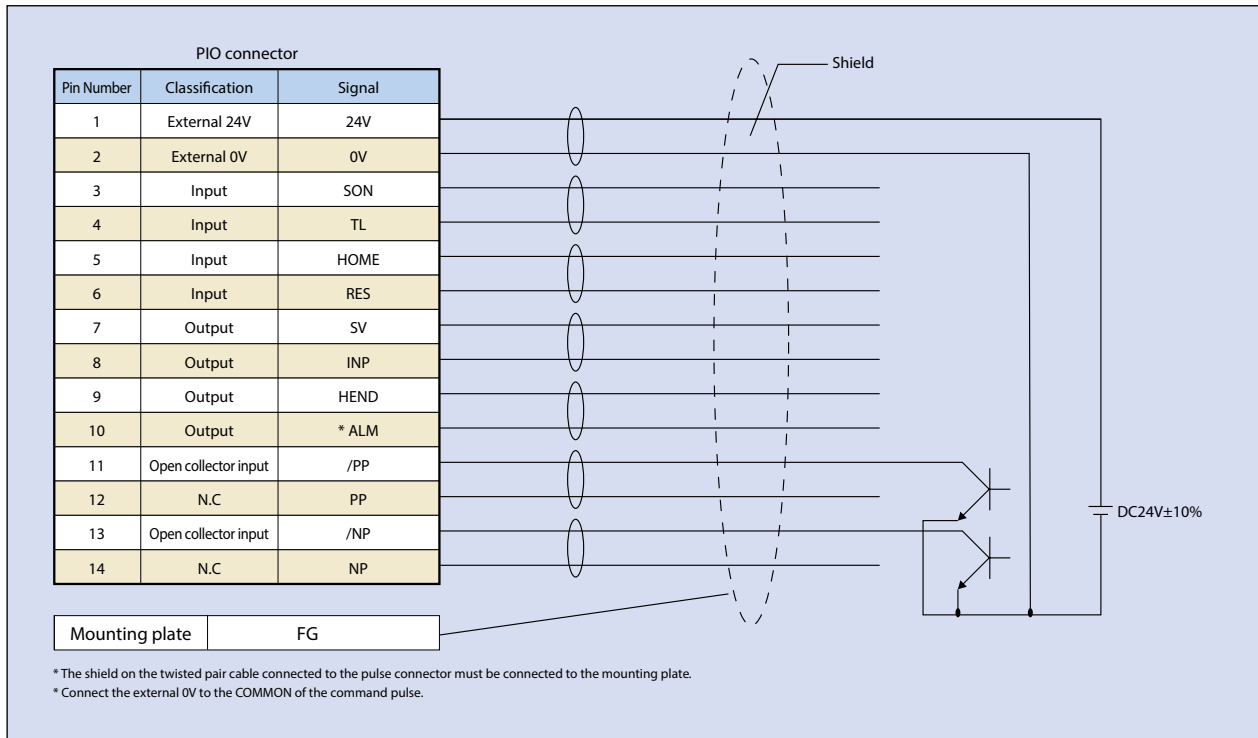 PIO connector
Shield
Pin Number Classification Signal
1 External 24V 24V
2 External 0V 0V
3 Input SON
4 Input TL
5 Input HOME
6 Input RES
7 Output SV
8 Output INP
9 Output HEND
10 Output * ALM
11 Open collector input /PP
12 N.C PP
13 Open collector input /NP
14 N.C NP
DC24V±10%
Mounting plate FG
* The shield on the twisted pair cable connected to the pulse connector must be connected to the mounting plate.
* Connect the external 0V to the COMMON of the command pulse.